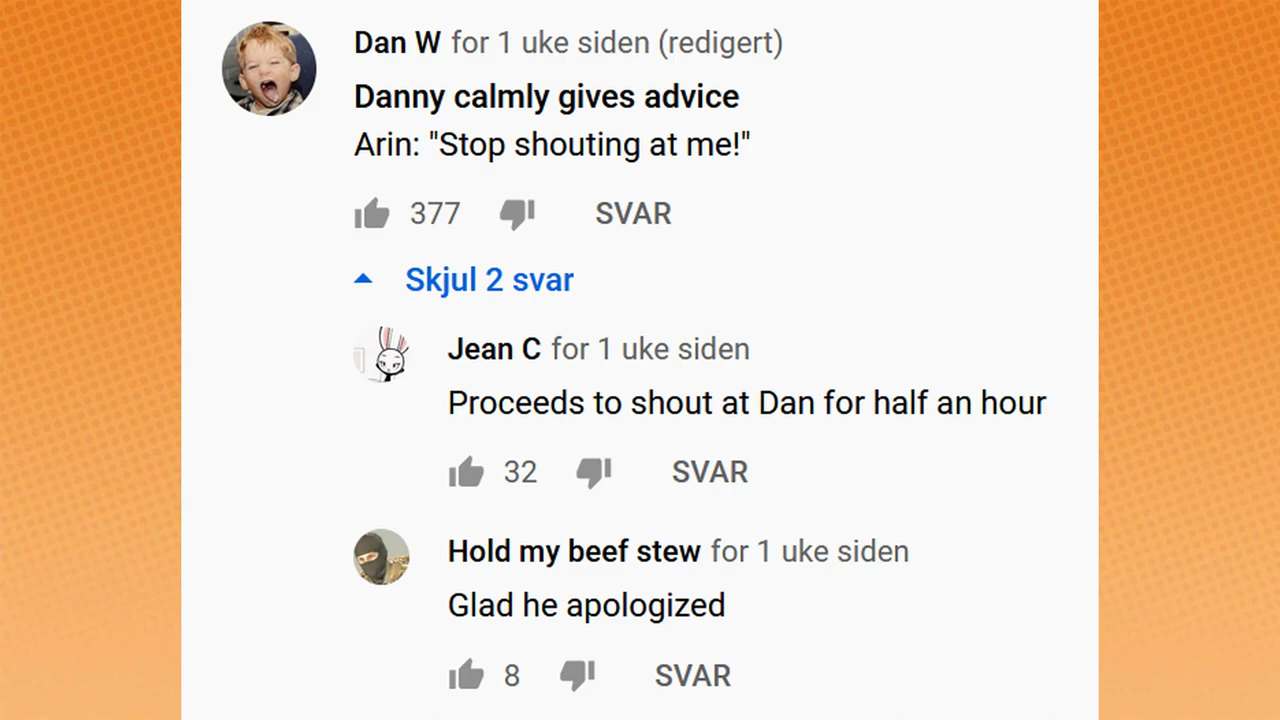 Dan W for 1 uke siden (redigert)
Danny calmly gives advice
Arin: "Stop shouting at me!"
377 SVAR
Skjul 2 svar
Jean C for 1 uke siden
Proceeds to shout at Dan for half an hour
32 SVAR
Hold my beef stew for 1 uke siden
Glad he apologized
8 SVAR